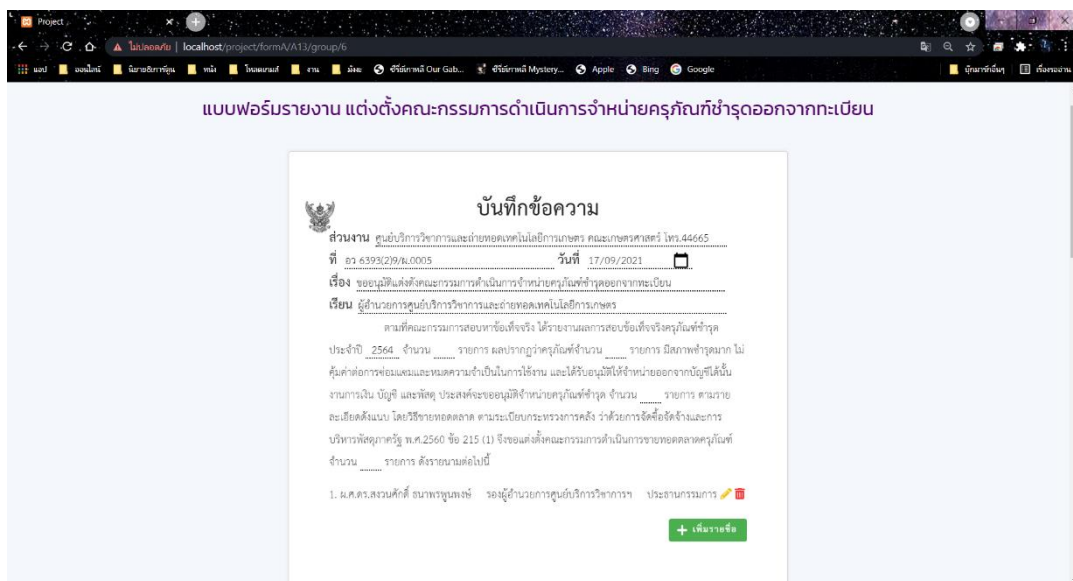 Project
ไม่ปลอดภัย | localhost/project/formA/A13/group/6
แอป ออนไลน์ นิยาย&การ์ตูน หนัง โหลดเกมส์ งาน มังงะ ซีรี่ย์เกาหลี Our Gab... ซีรี่ย์เกาหลี Mystery... Apple Bing Google บุ๊กมาร์กอื่นๆ เรื่องรออ่าน
แบบฟอร์มรายงาน แต่งตั้งคณะกรรมการดำเนินการจำหน่ายครุภัณฑ์ชำรุดออกจากทะเบียน
บันทึกข้อความ
ส่วนงาน ศูนย์บริการวิชาการและถ่ายทอดเทคโนโลยีการเกษตร คณะเกษตรศาสตร์ โทร.44665
ที่ อว 6393(2)9/ผ.0005 วันที่ 17/09/2021
เรื่อง ขออนุมัติแต่งตั้งคณะกรรมการดำเนินการจำหน่ายครุภัณฑ์ชำรุดออกจากทะเบียน
เรียน ผู้อำนวยการศูนย์บริการวิชาการและถ่ายทอดเทคโนโลยีการเกษตร
ตามที่คณะกรรมการสอบหาข้อเท็จจริง ได้รายงานผลการสอบข้อเท็จจริงครุภัณฑ์ชำรุด
ประจำปี 2564 จำนวน รายการ ผลปรากฏว่าครุภัณฑ์จำนวน รายการ มีสภาพชำรุดมาก ไม่
คุ้มค่าต่อการซ่อมแซมและหมดความจำเป็นในการใช้งาน และได้รับอนุมัติให้จำหน่ายออกจากบัญชีได้นั้น
งานการเงิน บัญชี และพัสดุ ประสงค์จะขออนุมัติจำหน่ายครุภัณฑ์ชำรุด จำนวน รายการ ตามราย
ละเอียดดังแนบ โดยวิธีขายทอดตลาด ตามระเบียบกระทรวงการคลัง ว่าด้วยการจัดซื้อจัดจ้างและการ
บริหารพัสดุภาครัฐ พ.ศ.2560 ข้อ 215 (1) จึงขอแต่งตั้งคณะกรรมการดำเนินการขายทอดตลาดครุภัณฑ์
จำนวน รายการ ดังรายนามต่อไปนี้
1. ผ.ศ.ดร.สงวนศักดิ์ ธนาพรพูนพงษ์ รองผู้อำนวยการศูนย์บริการวิชาการฯ ประธานกรรมการ
+ เพิ่มรายชื่อ